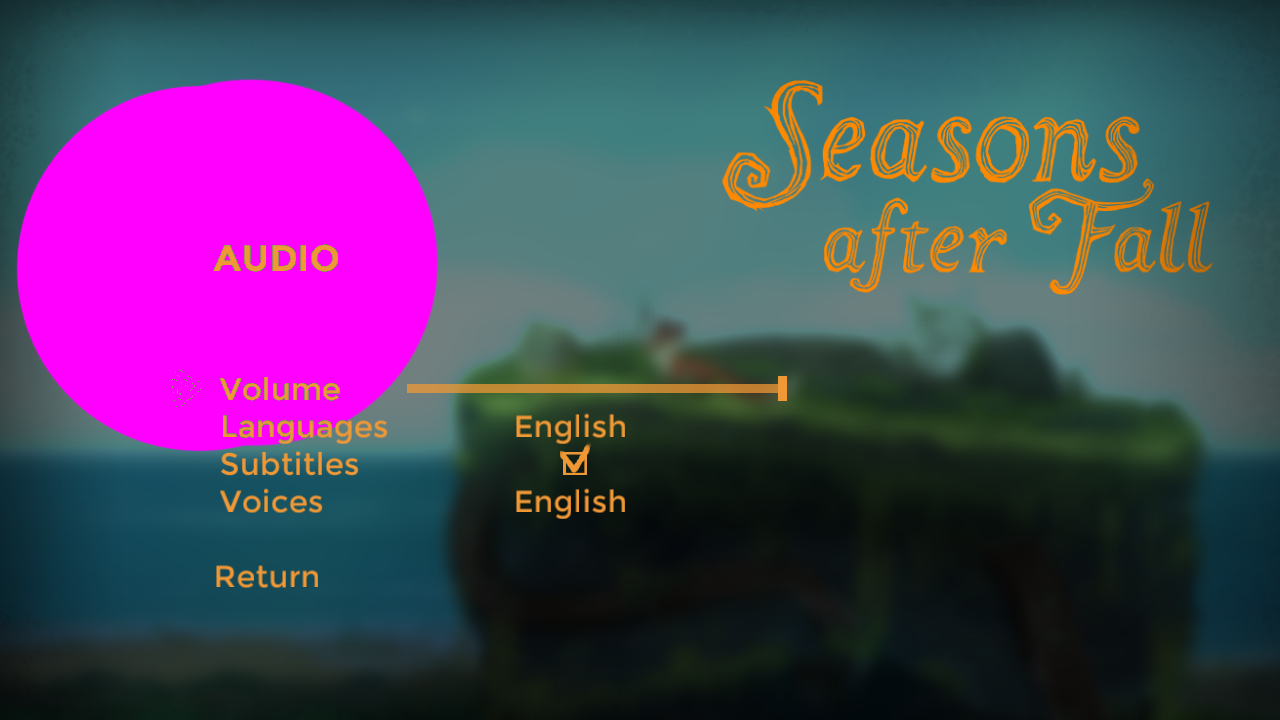 Seasons
after Fall
AUDIO
Volume
Languages English
Subtitles
Voices English
Return